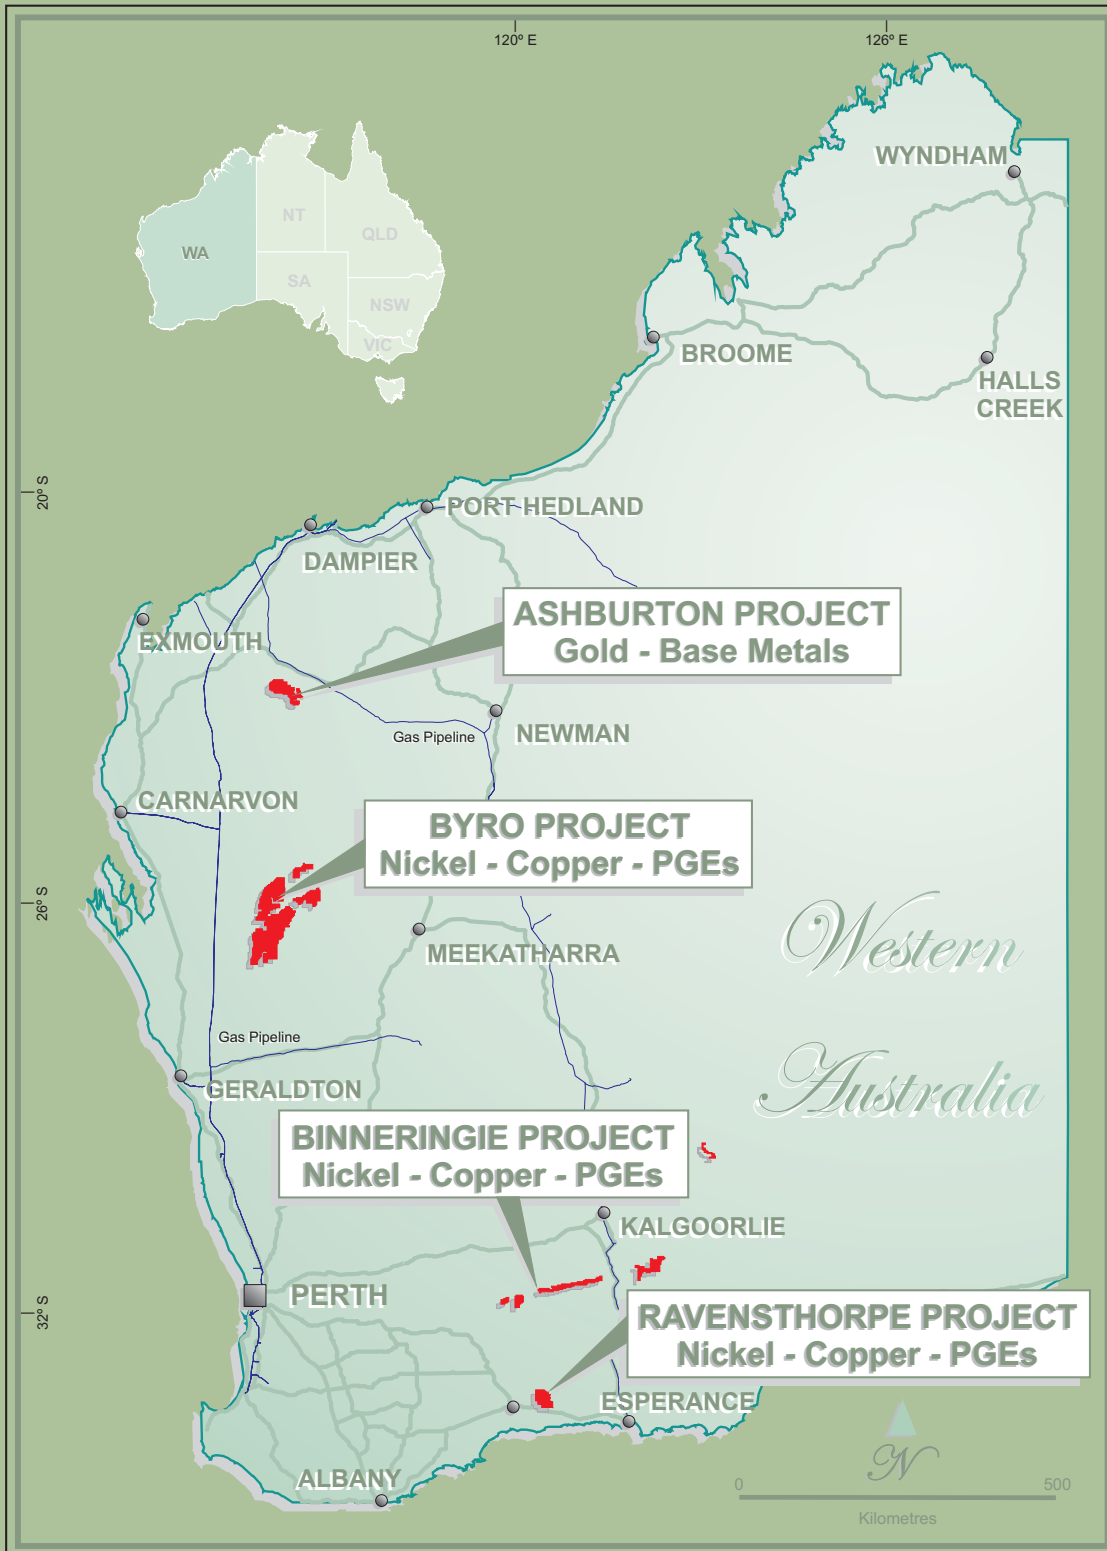 120° E
126° E
WYNDHAM
NT
QLD
WA
SA
NSW
VIC
BROOME
HALLS
CREEK
20° S
PORT HEDLAND
DAMPIER
ASHBURTON PROJECT
Gold - Base Metals
EXMOUTH
NEWMAN
Gas Pipeline
CARNARVON
BYRO PROJECT
Nickel - Copper - PGEs
26° S
Western
MEEKATHARRA
Gas Pipeline
GERALDTON
Australia
BINNERINGIE PROJECT
Nickel - Copper - PGEs
KALGOORLIE
PERTH
32° S
RAVENSTHORPE PROJECT
Nickel - Copper - PGEs
ESPERANCE
ALBANY
N
0
500
Kilometres